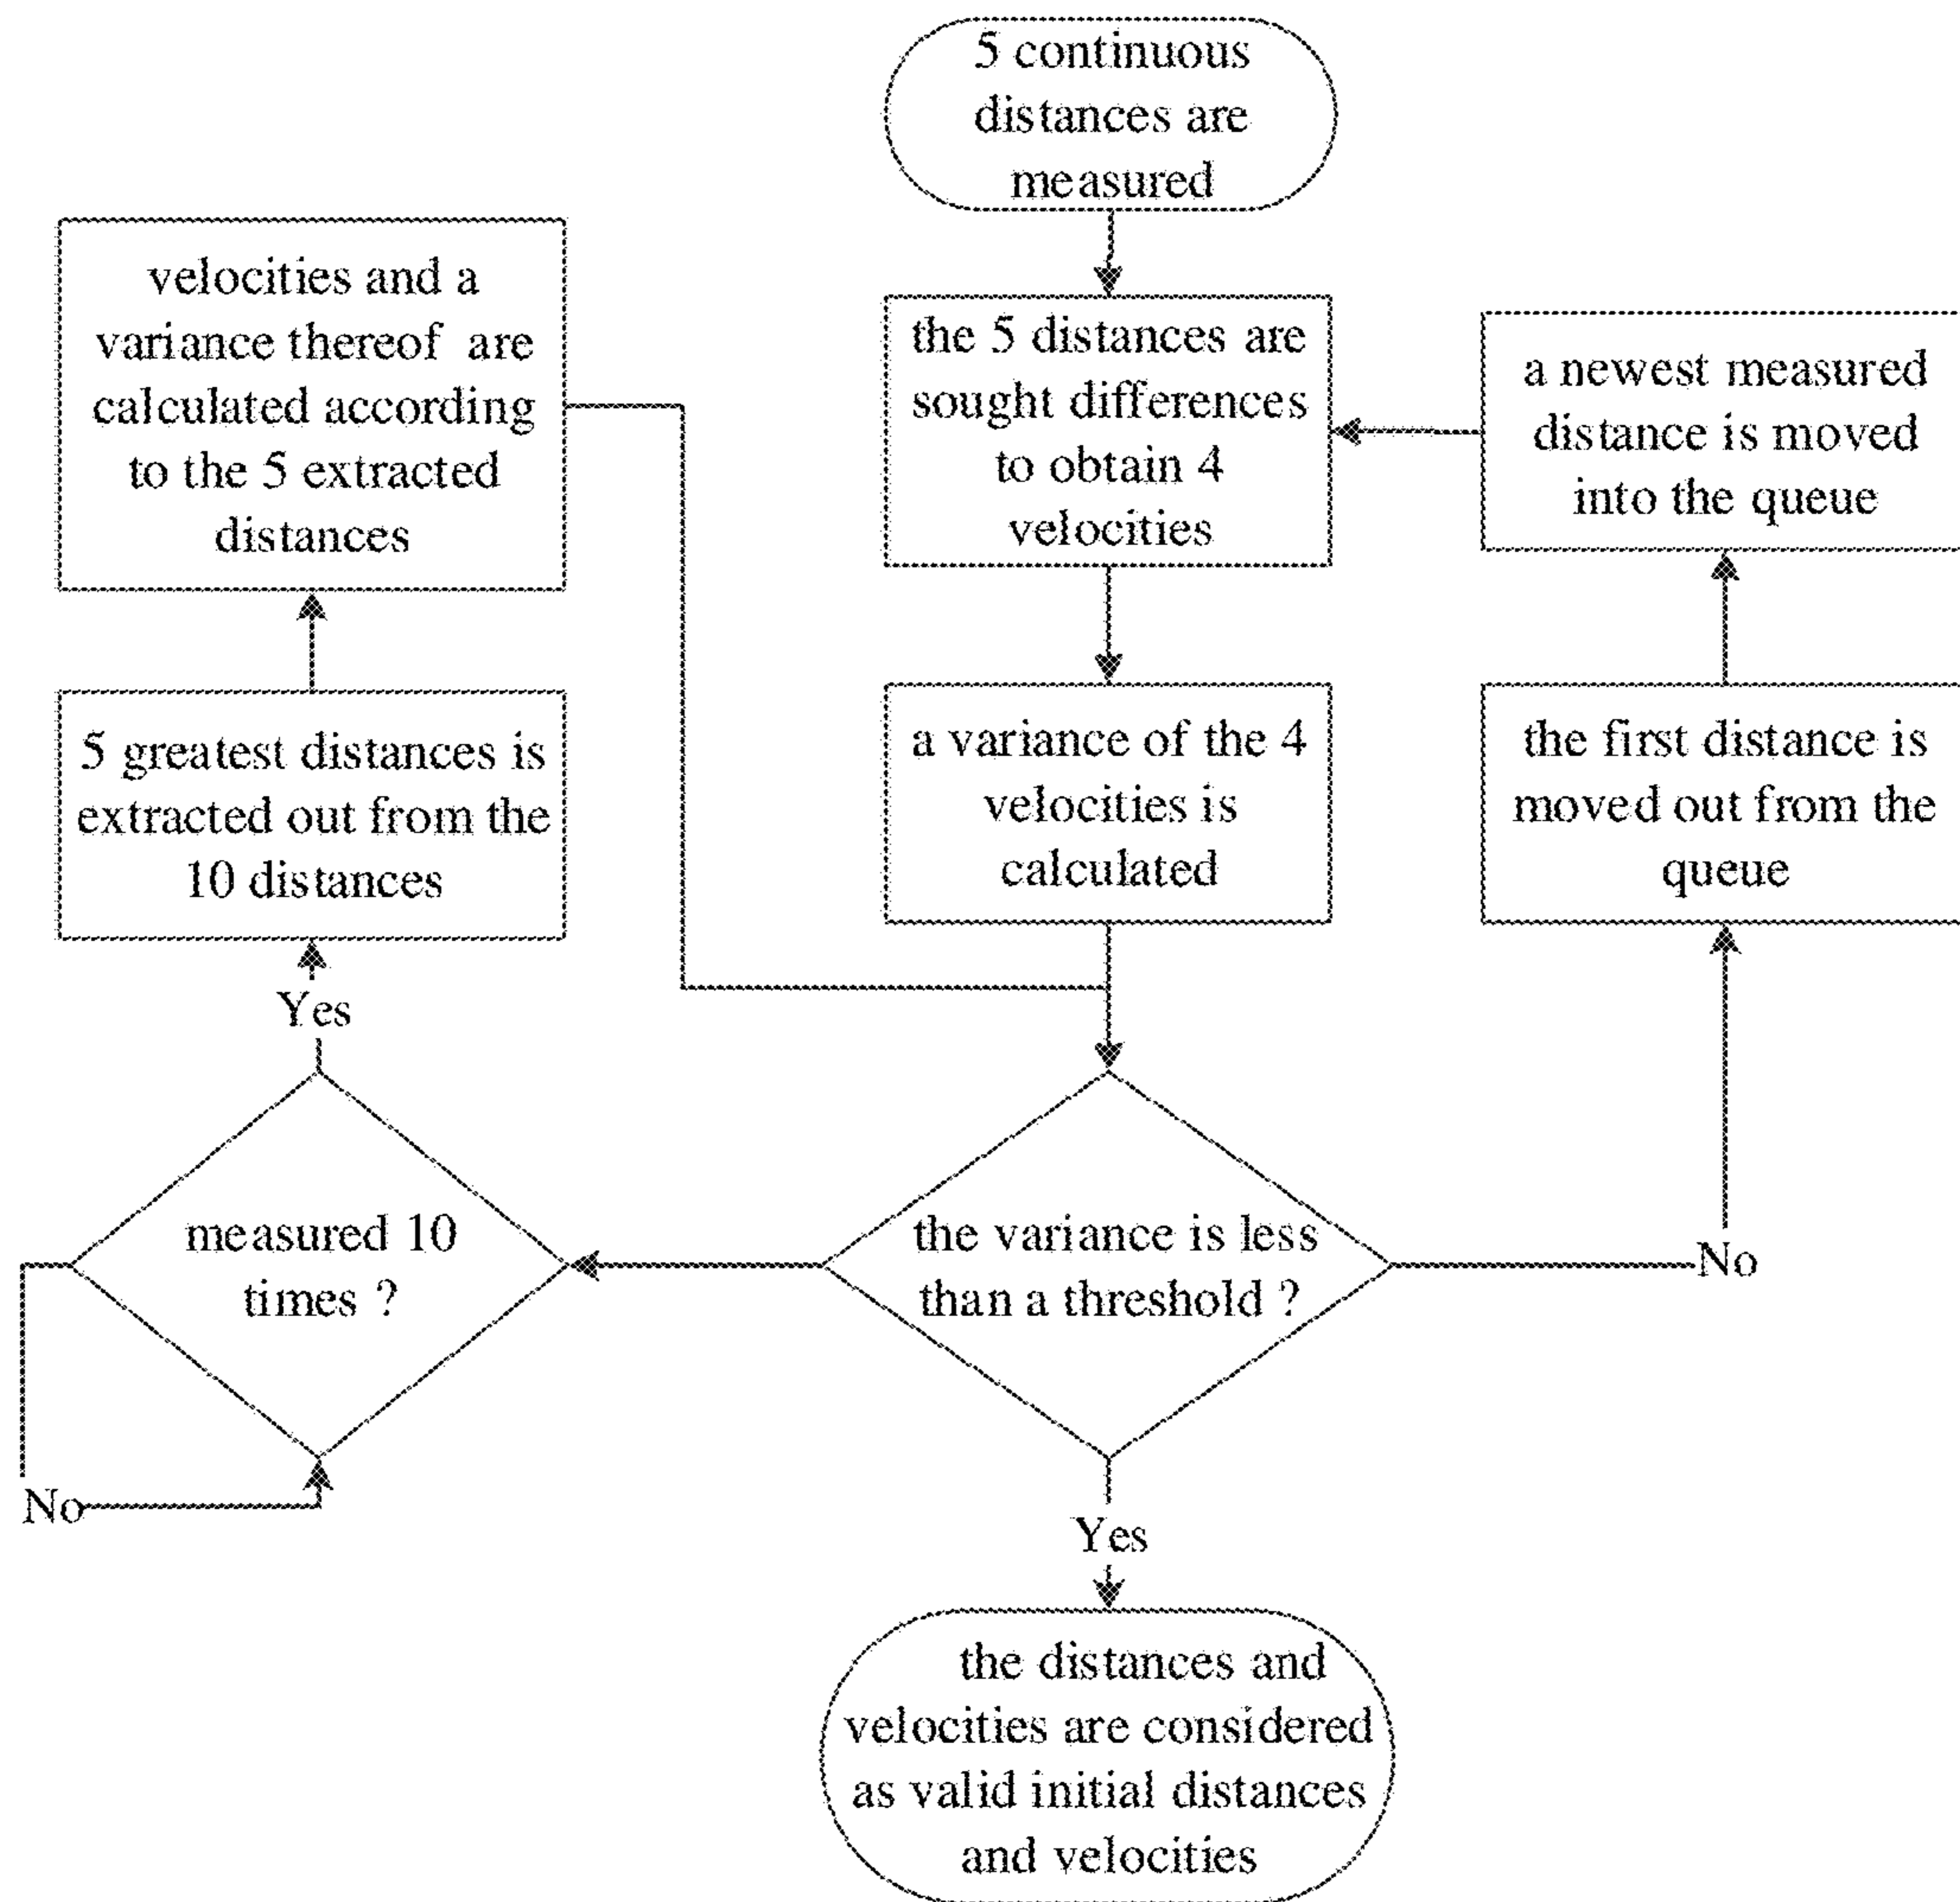 5 continuous
distances are
measured
velocities and a
variance thereof are
calculated according
to the 5 extracted
distances
the 5 distances are
sought differences
to obtain 4
velocities
a newest measured
distance is moved
into the queue
5 greatest distances is
extracted out from the
10 distances
a variance of the 4
velocities is
calculated
the first distance is
moved out from the
queue
Yes
measured 10
times ?
the variance is less
than a threshold ?
No
No
Yes
the distances and
velocities are considered
as valid initial distances
and velocities